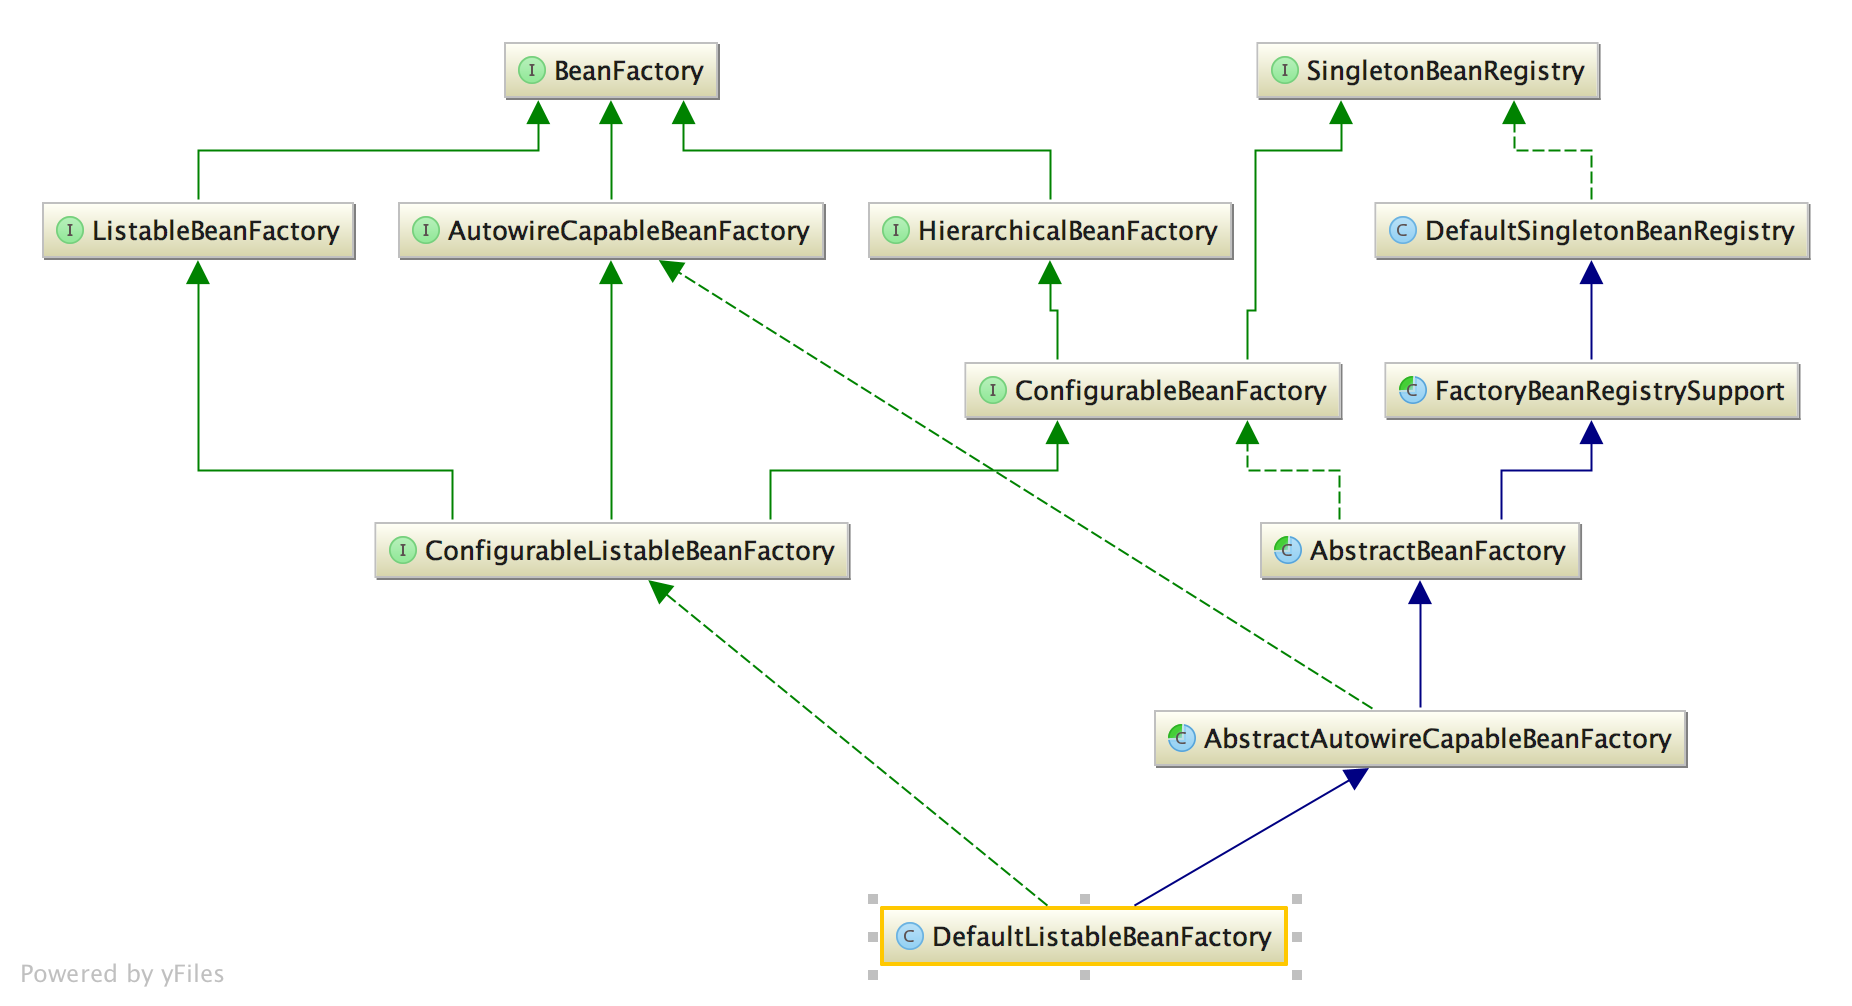 I BeanFactory
I SingletonBeanRegistry
I ListableBeanFactory
I AutowireCapableBeanFactory
I HierarchicalBeanFactory
C DefaultSingletonBeanRegistry
I ConfigurableBeanFactory
C FactoryBeanRegistrySupport
I ConfigurableListableBeanFactory
C AbstractBeanFactory
C AbstractAutowireCapableBeanFactory
C DefaultListableBeanFactory
Powered by yFiles